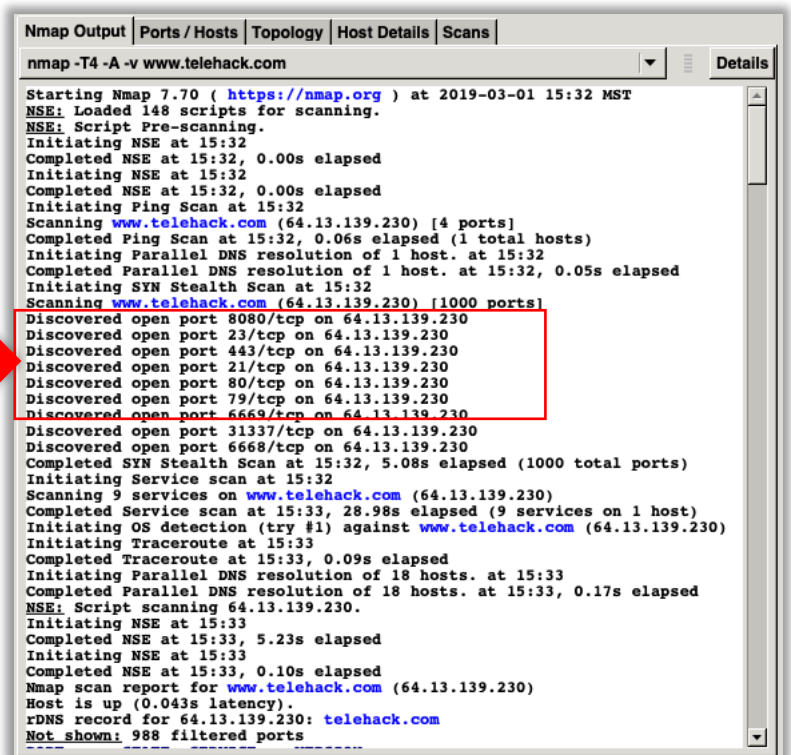 Nmap Output Ports / Hosts Topology Host Details Scans
nmap -T4 -A -v www.telehack.com Details
Starting Nmap 7.70 ( https://nmap.org ) at 2019-03-01 15:32 MST
NSE: Loaded 148 scripts for scanning.
NSE: Script Pre-scanning.
Initiating NSE at 15:32
Completed NSE at 15:32, 0.00s elapsed
Initiating NSE at 15:32
Completed NSE at 15:32, 0.00s elapsed
Initiating Ping Scan at 15:32
Scanning www.telehack.com (64.13.139.230) [4 ports]
Completed Ping Scan at 15:32, 0.06s elapsed (1 total hosts)
Initiating Parallel DNS resolution of 1 host. at 15:32
Completed Parallel DNS resolution of 1 host. at 15:32, 0.05s elapsed
Initiating SYN Stealth Scan at 15:32
Scanning www.telehack.com (64.13.139.230) [1000 ports]
Discovered open port 8080/tcp on 64.13.139.230
Discovered open port 23/tcp on 64.13.139.230
Discovered open port 443/tcp on 64.13.139.230
Discovered open port 21/tcp on 64.13.139.230
Discovered open port 80/tcp on 64.13.139.230
Discovered open port 79/tcp on 64.13.139.230
Discovered open port 6669/tcp on 64.13.139.230
Discovered open port 31337/tcp on 64.13.139.230
Discovered open port 6668/tcp on 64.13.139.230
Completed SYN Stealth Scan at 15:32, 5.08s elapsed (1000 total ports)
Initiating Service scan at 15:32
Scanning 9 services on www.telehack.com (64.13.139.230)
Completed Service scan at 15:33, 28.98s elapsed (9 services on 1 host)
Initiating OS detection (try #1) against www.telehack.com (64.13.139.230)
Initiating Traceroute at 15:33
Completed Traceroute at 15:33, 0.09s elapsed
Initiating Parallel DNS resolution of 18 hosts. at 15:33
Completed Parallel DNS resolution of 18 hosts. at 15:33, 0.17s elapsed
NSE: Script scanning 64.13.139.230.
Initiating NSE at 15:33
Completed NSE at 15:33, 5.23s elapsed
Initiating NSE at 15:33
Completed NSE at 15:33, 0.10s elapsed
Nmap scan report for www.telehack.com (64.13.139.230)
Host is up (0.043s latency).
rDNS record for 64.13.139.230: telehack.com
Not shown: 988 filtered ports